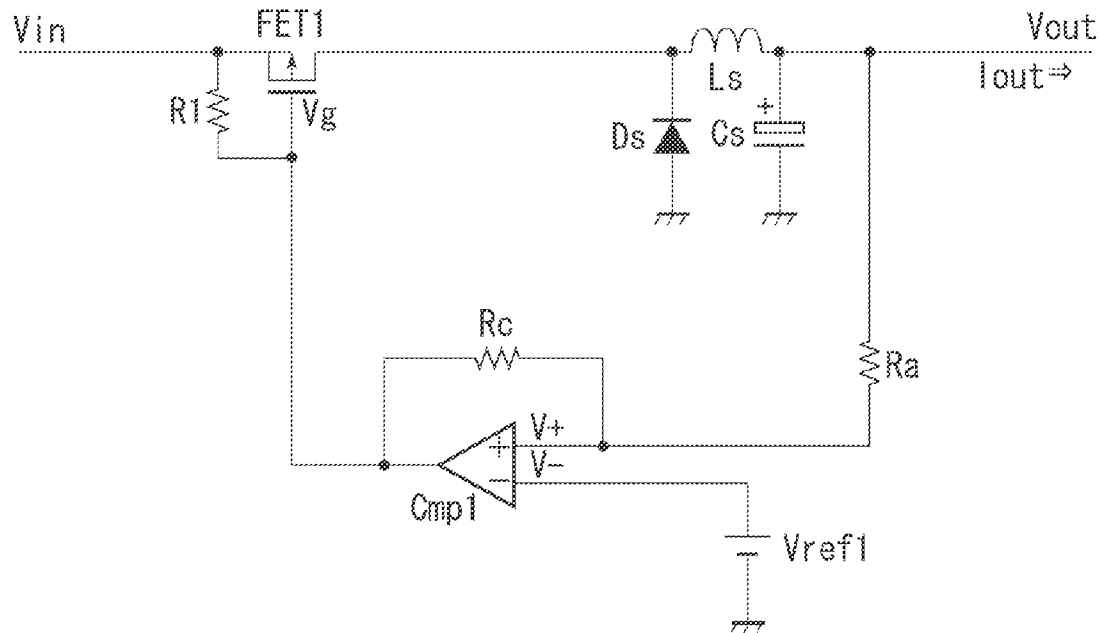 Vin
FET1
Vout
Iout⇒
R1
Vg
Ls
Ds
+
Cs
Rc
Ra
V+
+
V-
-
Cmp1
Vref1